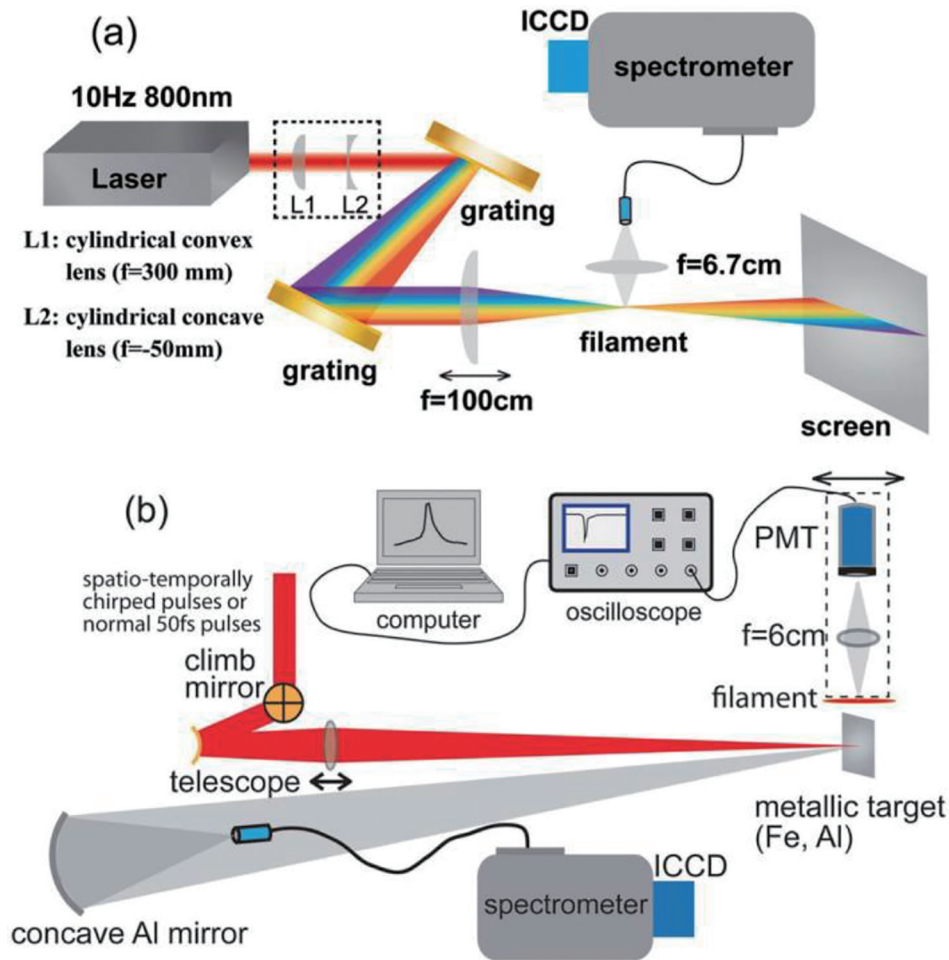 (a)
ICCD
spectrometer
10Hz 800nm
Laser
L1 L2
grating
L1: cylindrical convex
lens (f=300 mm)
f=6.7cm
L2: cylindrical concave
lens (f=-50mm)
filament
grating
f=100cm
screen
(b)
PMT
spatio-temporally
chirped pulses or
normal 50fs pulses
computer
oscilloscope
f=6cm
climb
mirror
filament
telescope
metallic target
(Fe, Al)
ICCD
spectrometer
concave Al mirror